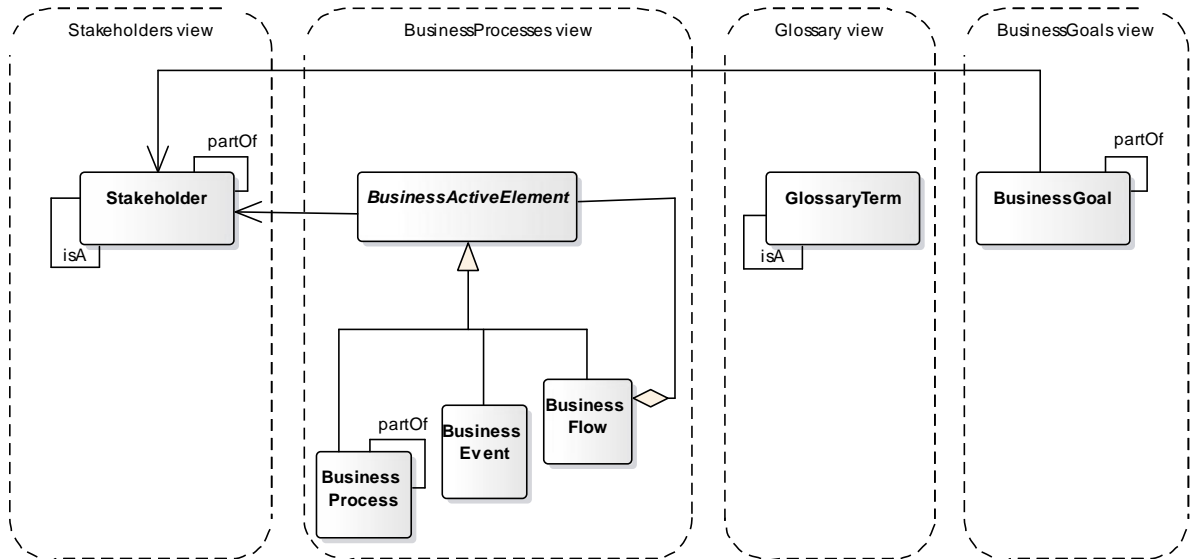 Stakeholders view
BusinessProcesses view
Glossary view
BusinessGoals view
partOf
Stakeholder
isA
BusinessActiveElement
GlossaryTerm
isA
partOf
BusinessGoal
Business
Flow
Business
Event
partOf
Business
Process